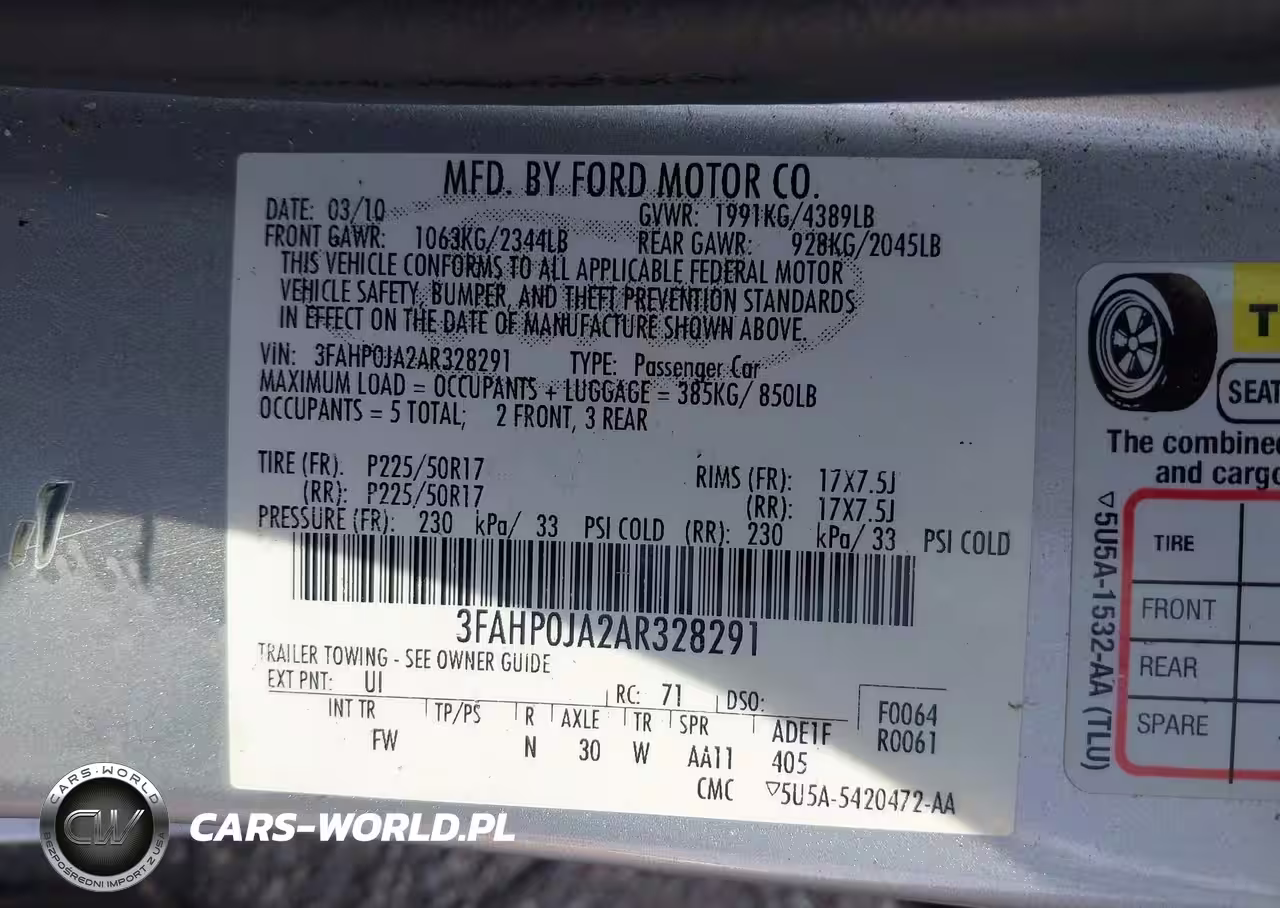 MFD. BY FORD MOTOR CO.
DATE: 03/10 GVWR: 1991KG/4389LB
FRONT GAWR: 1063KG/2344LB REAR GAWR: 928KG/2045LB
THIS VEHICLE CONFORMS TO ALL APPLICABLE FEDERAL MOTOR
VEHICLE SAFETY, BUMPER, AND THEFT PREVENTION STANDARDS
IN EFFECT ON THE DATE OF MANUFACTURE SHOWN ABOVE.
VIN: 3FAHP0JA2AR328291 TYPE: Passenger Car
MAXIMUM LOAD = OCCUPANTS + LUGGAGE = 385KG/ 850LB
OCCUPANTS = 5 TOTAL; 2 FRONT, 3 REAR
TIRE (FR): P225/50R17 RIMS (FR): 17X7.5J
(RR): P225/50R17 (RR): 17X7.5J
PRESSURE (FR): 230 kPa/ 33 PSI COLD (RR): 230 kPa/ 33 PSI COLD
3FAHP0JA2AR328291
TRAILER TOWING - SEE OWNER GUIDE
EXT PNT: UI RC: 71 DSO:
INT TR TP/PS R AXLE TR SPR ADE1F F0064
FW N 30 W AA11 405 R0061
CMC ▽5U5A-5420472-AA
T
SEAT
The combined
and cargo
▽5U5A-1532-AA (TLU)
TIRE
FRONT
REAR
SPARE
CARS-WORLD
CW
BEZPOŚREDNI IMPORT Z USA
CARS-WORLD.PL